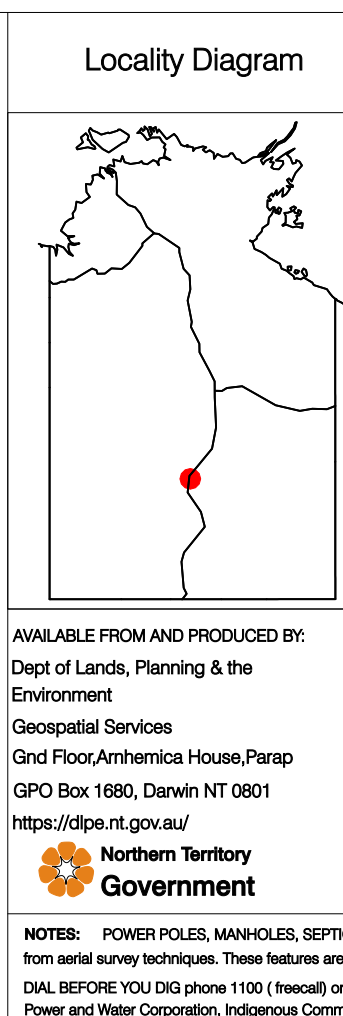 Locality Diagram
AVAILABLE FROM AND PRODUCED BY:
Dept of Lands, Planning & the
Environment
Geospatial Services
Gnd Floor,Arnhemica House,Parap
GPO Box 1680, Darwin NT 0801
https://dlpe.nt.gov.au/
Northern Territory
Government
NOTES: POWER POLES, MANHOLES, SEPTI
from aerial survey techniques. These features are
DIAL BEFORE YOU DIG phone 1100 ( freecall) or
Power and Water Corporation, Indigenous Comm